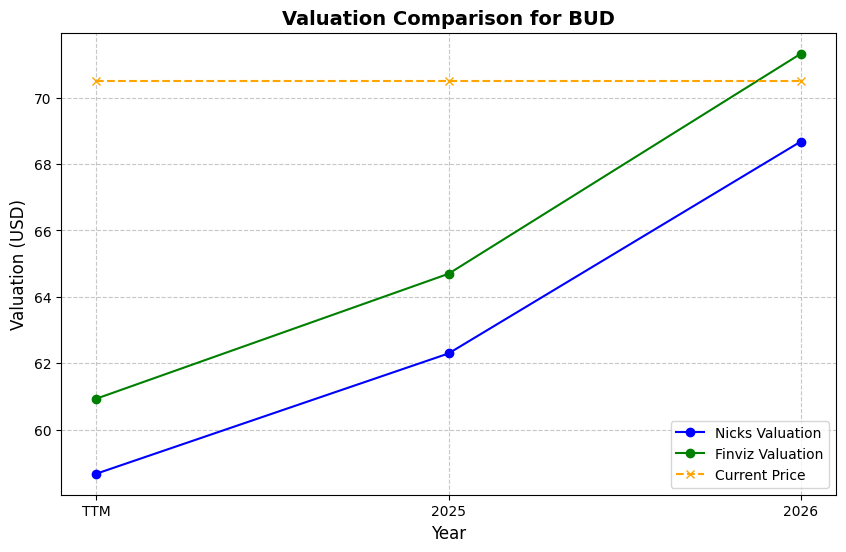 Valuation Comparison for BUD
Valuation (USD)
70
68
66
64
62
60
TTM
2025
2026
Year
Nicks Valuation
Finviz Valuation
Current Price